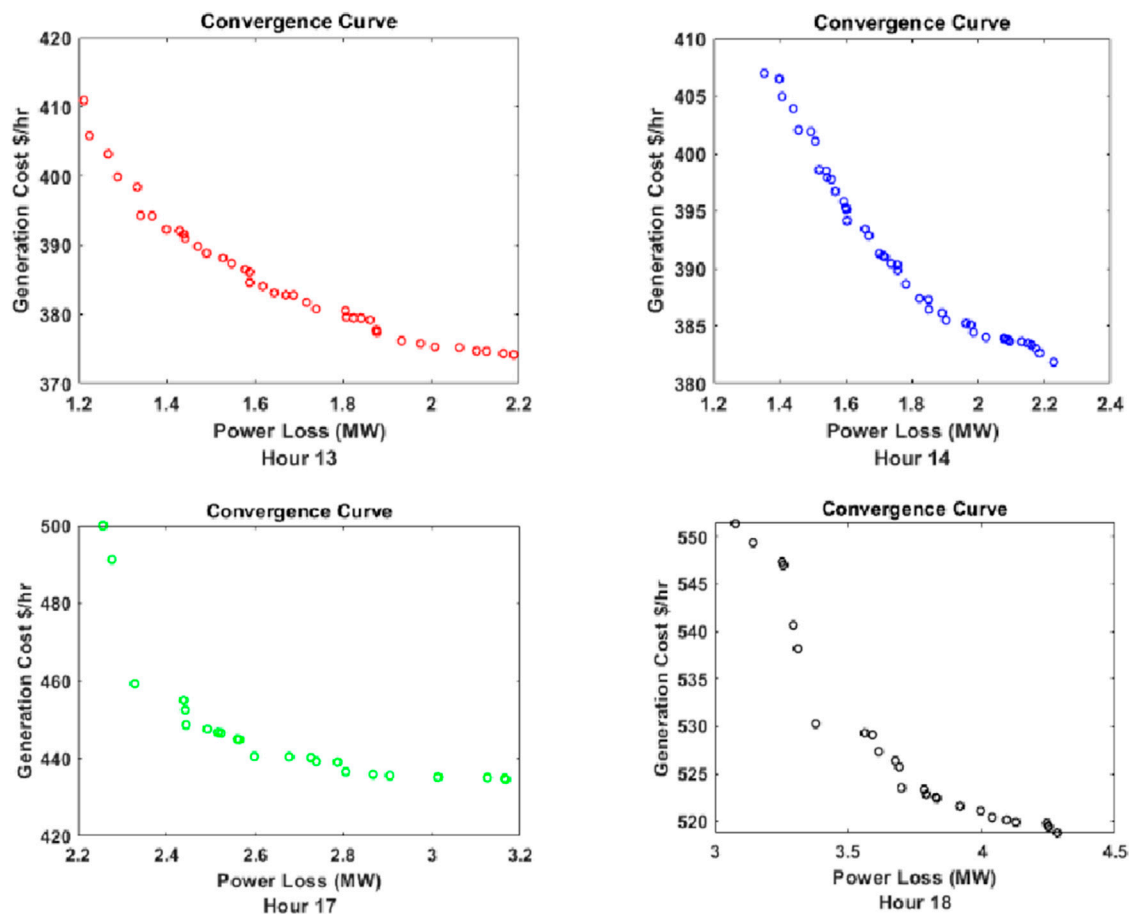 Convergence Curve
420
410
400
390
380
370
Generation Cost $/hr
1.2 1.4 1.6 1.8 2 2.2
Power Loss (MW)
Hour 13
Convergence Curve
410
405
400
395
390
385
380
Generation Cost $/hr
1.2 1.4 1.6 1.8 2 2.2 2.4
Power Loss (MW)
Hour 14
Convergence Curve
500
480
460
440
420
Generation Cost $/hr
2.2 2.4 2.6 2.8 3 3.2
Power Loss (MW)
Hour 17
Convergence Curve
550
545
540
535
530
525
520
Generation Cost $/hr
3 3.5 4 4.5
Power Loss (MW)
Hour 18